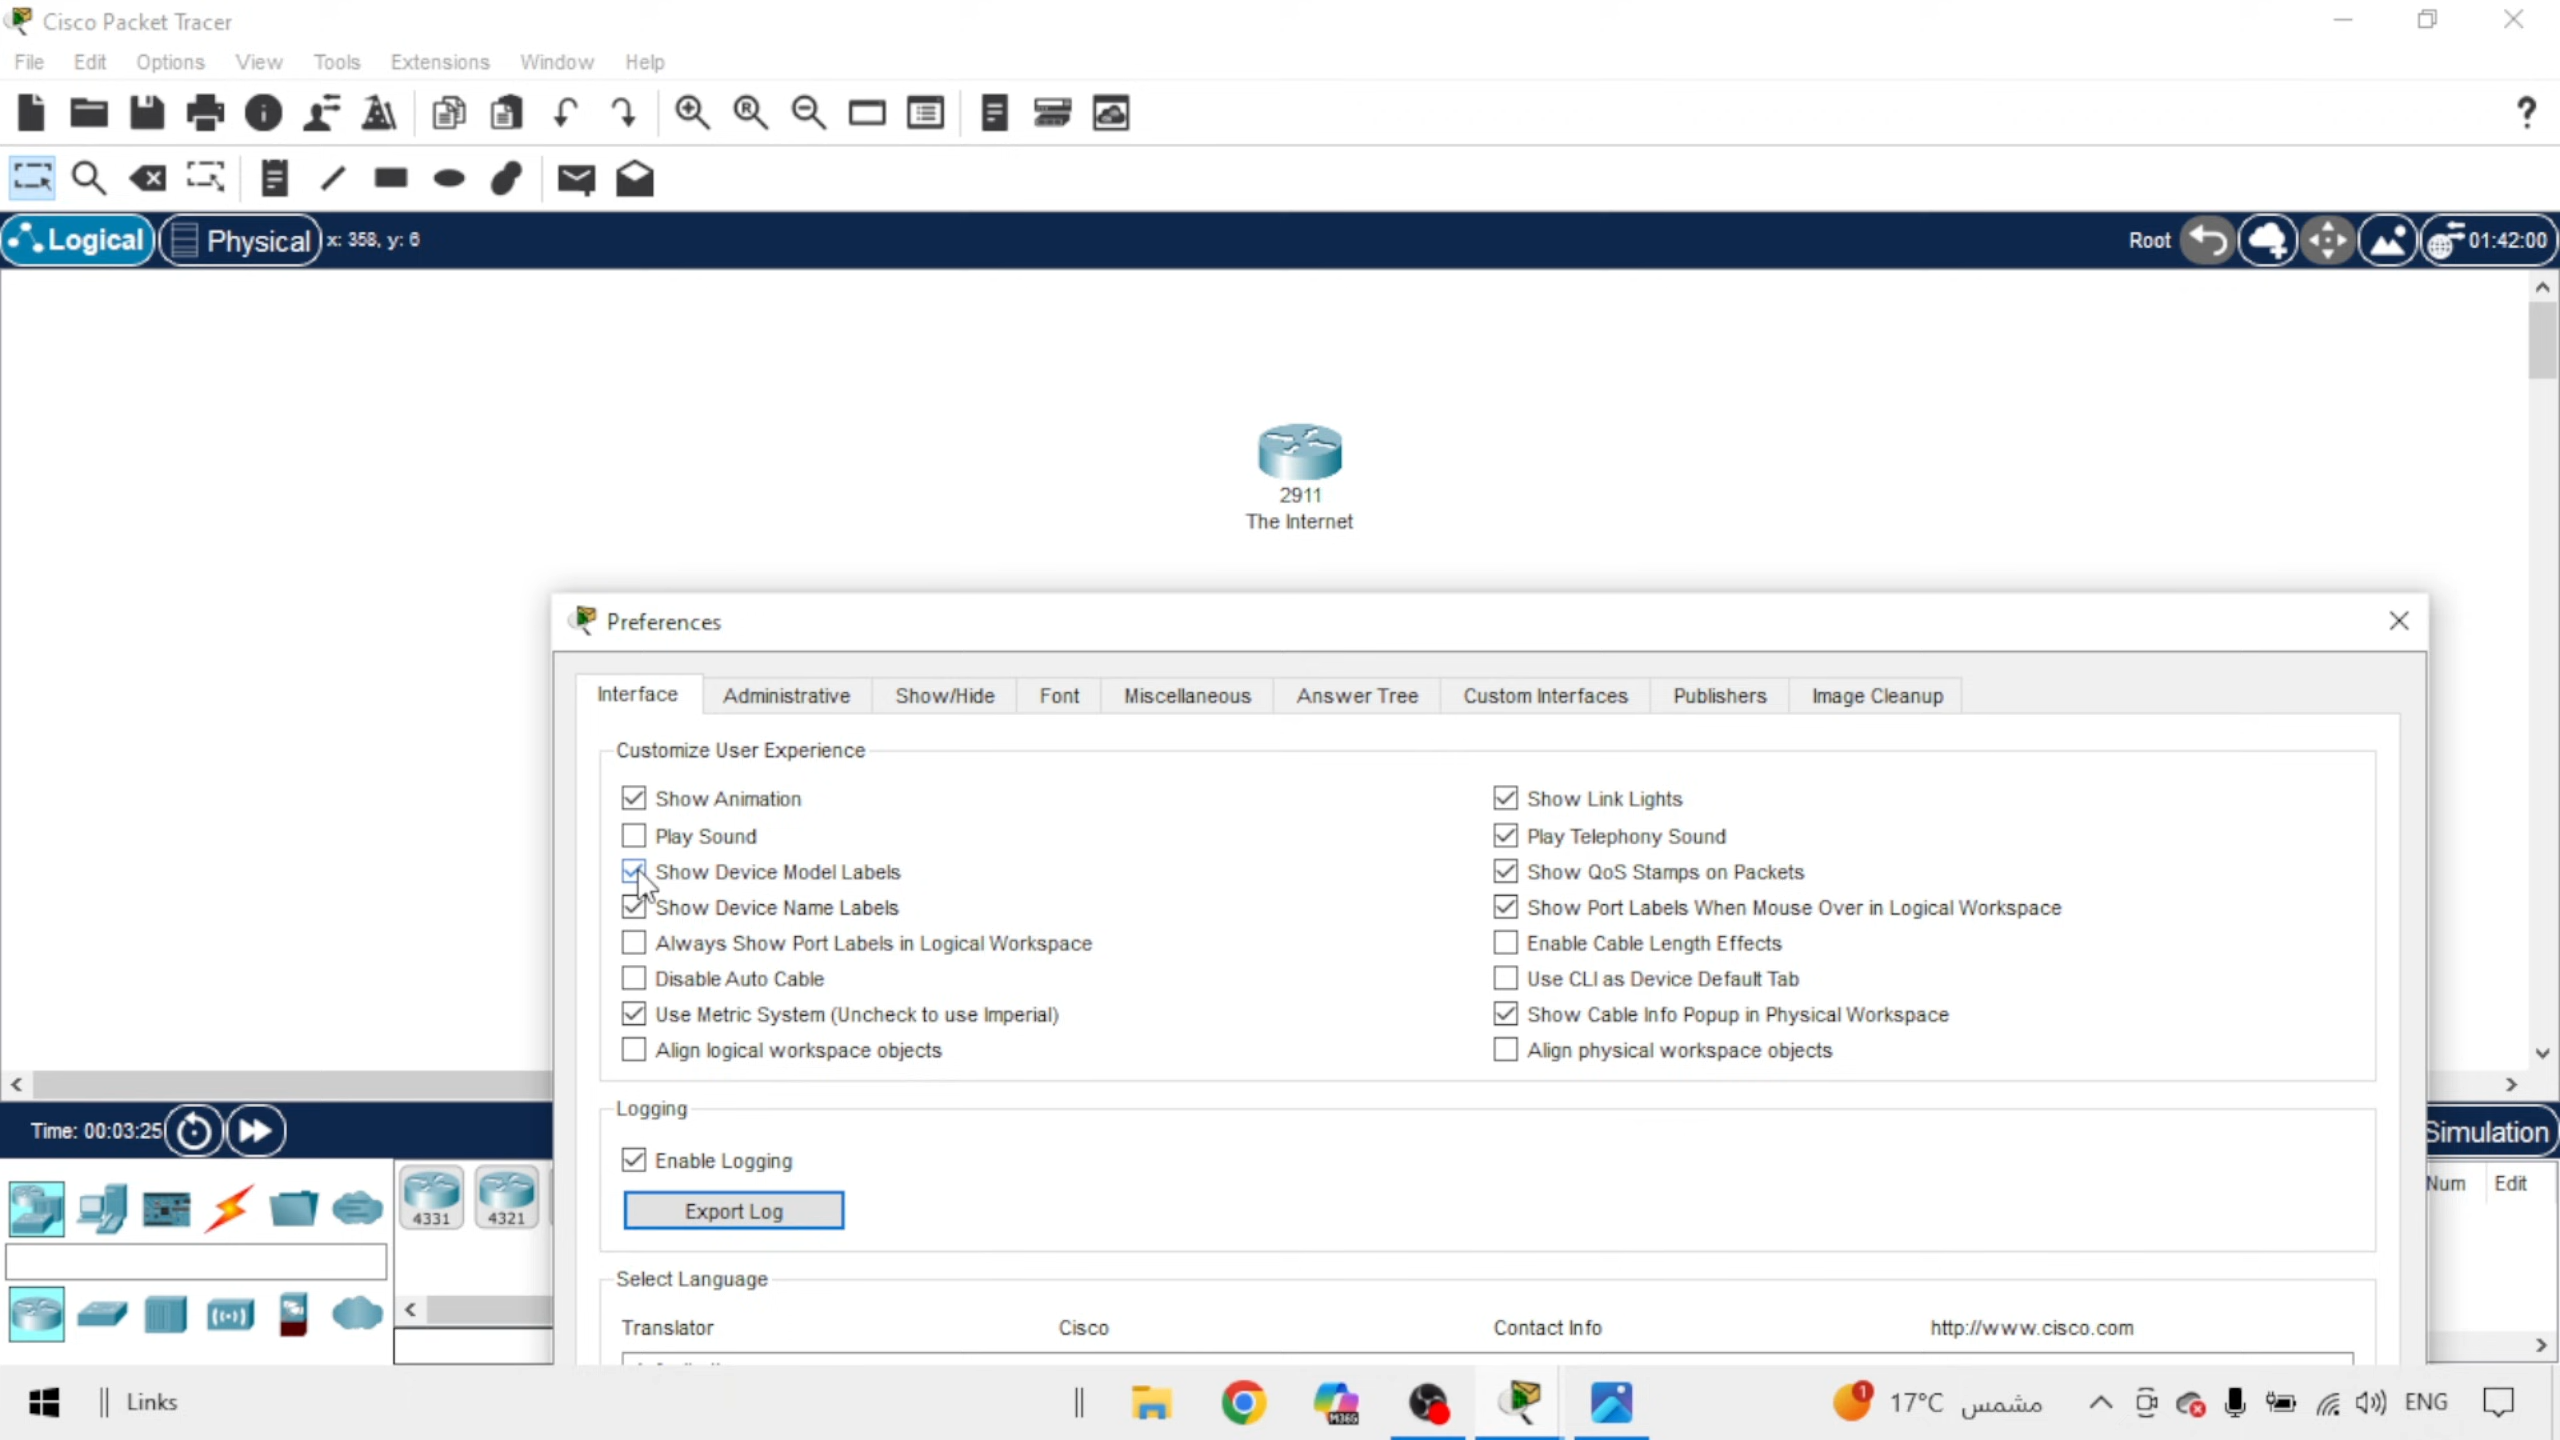 Cisco Packet Tracer
File Edit Options View Tools Extensions Window Help
Logical Physical x: 358, y: 6 Root 01:42:00
2911
The Internet
Preferences
Interface Administrative Show/Hide Font Miscellaneous Answer Tree Custom Interfaces Publishers Image Cleanup
Customize User Experience
Show Animation Show Link Lights
Play Sound Play Telephony Sound
Show Device Model Labels Show QoS Stamps on Packets
Show Device Name Labels Show Port Labels When Mouse Over in Logical Workspace
Always Show Port Labels in Logical Workspace Enable Cable Length Effects
Disable Auto Cable Use CLI as Device Default Tab
Use Metric System (Uncheck to use Imperial) Show Cable Info Popup in Physical Workspace
Align logical workspace objects Align physical workspace objects
Logging
Time: 00:03:25 Simulation
Enable Logging
Num Edit
4331 4321 Export Log
Select Language
Translator Cisco Contact Info http://www.cisco.com
Links M365 1 17°C مشمس ENG